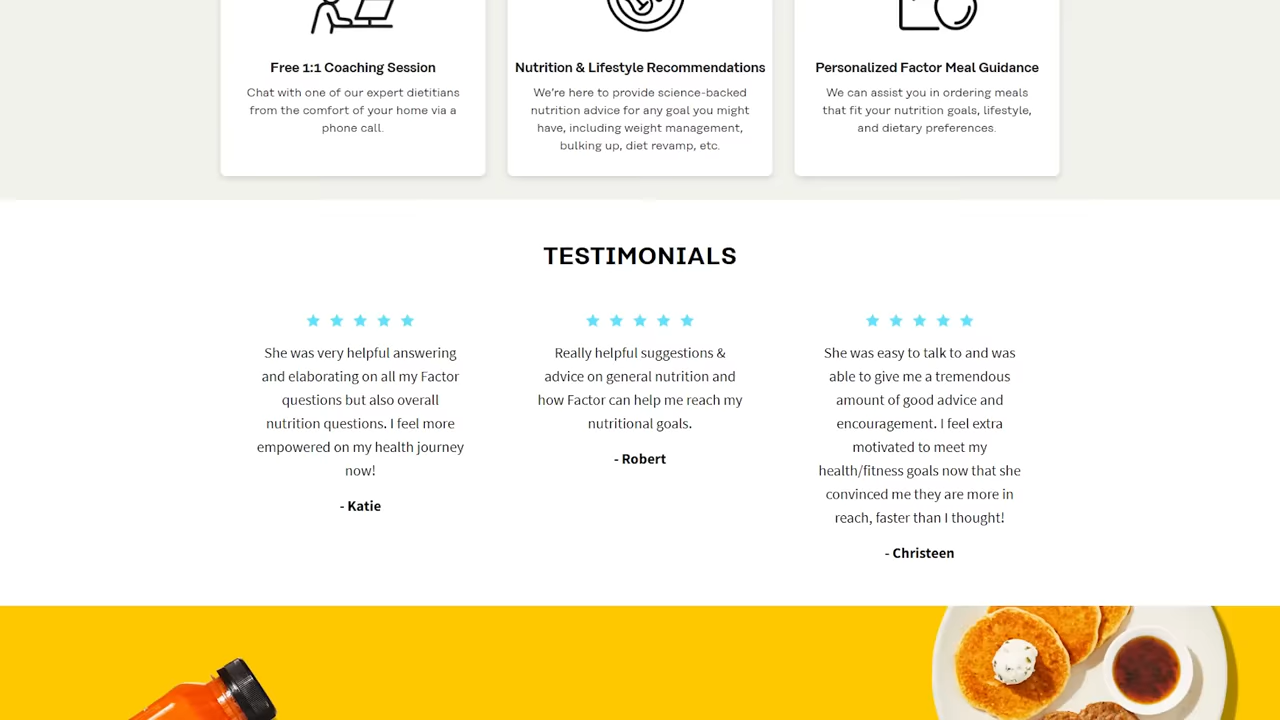 Free 1:1 Coaching Session
Chat with one of our expert dietitians
from the comfort of your home via a
phone call.
Nutrition & Lifestyle Recommendations
We're here to provide science-backed
nutrition advice for any goal you might
have, including weight management,
bulking up, diet revamp, etc.
Personalized Factor Meal Guidance
We can assist you in ordering meals
that fit your nutrition goals, lifestyle,
and dietary preferences.
TESTIMONIALS
She was very helpful answering
and elaborating on all my Factor
questions but also overall
nutrition questions. I feel more
empowered on my health journey
now!
- Katie
Really helpful suggestions &
advice on general nutrition and
how Factor can help me reach my
nutritional goals.
- Robert
She was easy to talk to and was
able to give me a tremendous
amount of good advice and
encouragement. I feel extra
motivated to meet my
health/fitness goals now that she
convinced me they are more in
reach, faster than I thought!
- Christeen